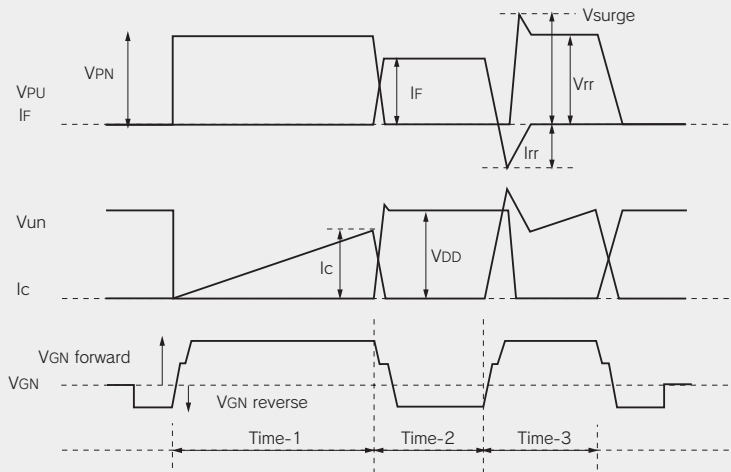 Vsurge
VPN
VPU
IF
IF
Vrr
Irr
Vun
Ic
VDD
Ic
VGN forward
VGN
VGN reverse
Time-1
Time-2
Time-3